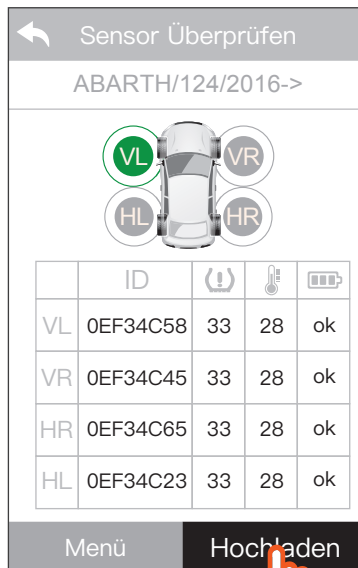 Sensor Überprüfen
ABARTH/124/2016->
VL VR
HL HR
ID
VL 0EF34C58 33 28 ok
VR 0EF34C45 33 28 ok
HR 0EF34C65 33 28 ok
HL 0EF34C23 33 28 ok
Menü Hochladen